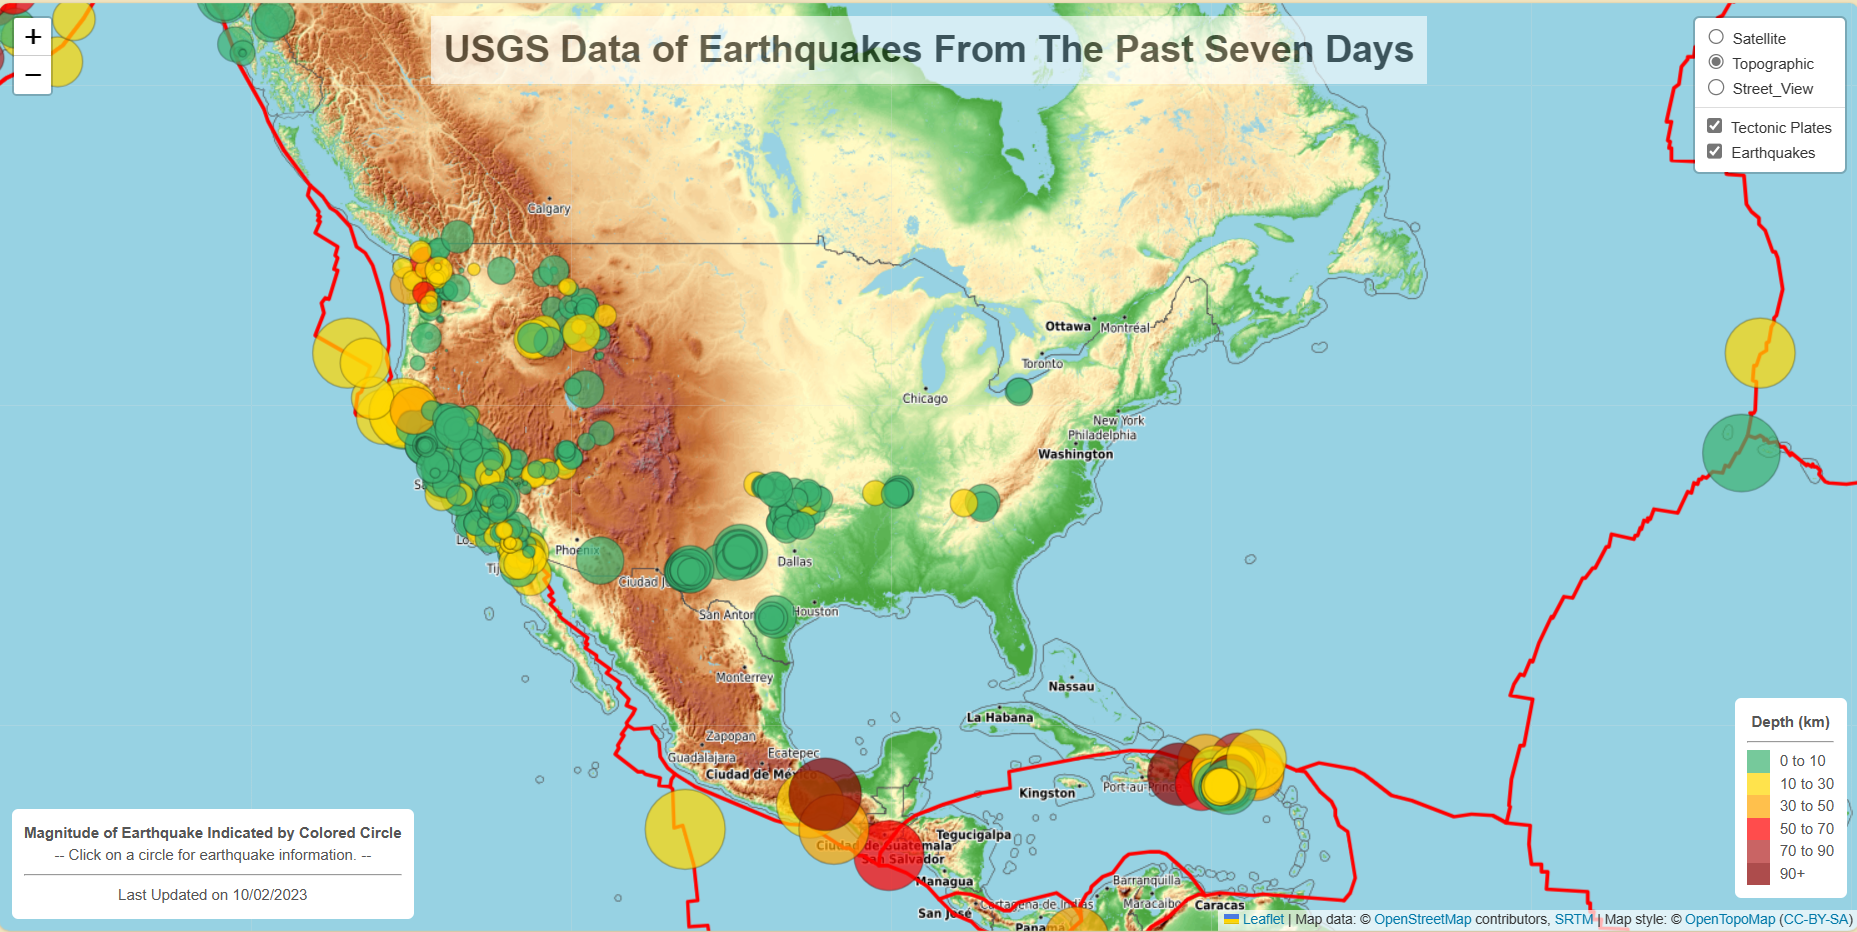 +
−
USGS Data of Earthquakes From The Past Seven Days
Satellite
Topographic
Street_View
Tectonic Plates
Earthquakes
Calgary
Ottawa
Montréal
Toronto
Chicago
New York
Philadelphia
Washington
Phoenix
Dallas
Ciudad J
San Anton
Houston
Monterrey
Nassau
La Habana
Zapopan
Guadalajara
Ecatepec
Ciudad de México
Kingston
Port-au-Prince
Tegucigalpa
Ciudad de Guatemala
San Salvador
Managua
Barranquilla
Cartagena de Indias
Maracaibo
Caracas
San José
Panamá
Depth (km)
0 to 10
10 to 30
30 to 50
50 to 70
70 to 90
90+
Magnitude of Earthquake Indicated by Colored Circle
-- Click on a circle for earthquake information. --
Last Updated on 10/02/2023
Leaflet | Map data: © OpenStreetMap contributors, SRTM | Map style: © OpenTopoMap (CC-BY-SA)